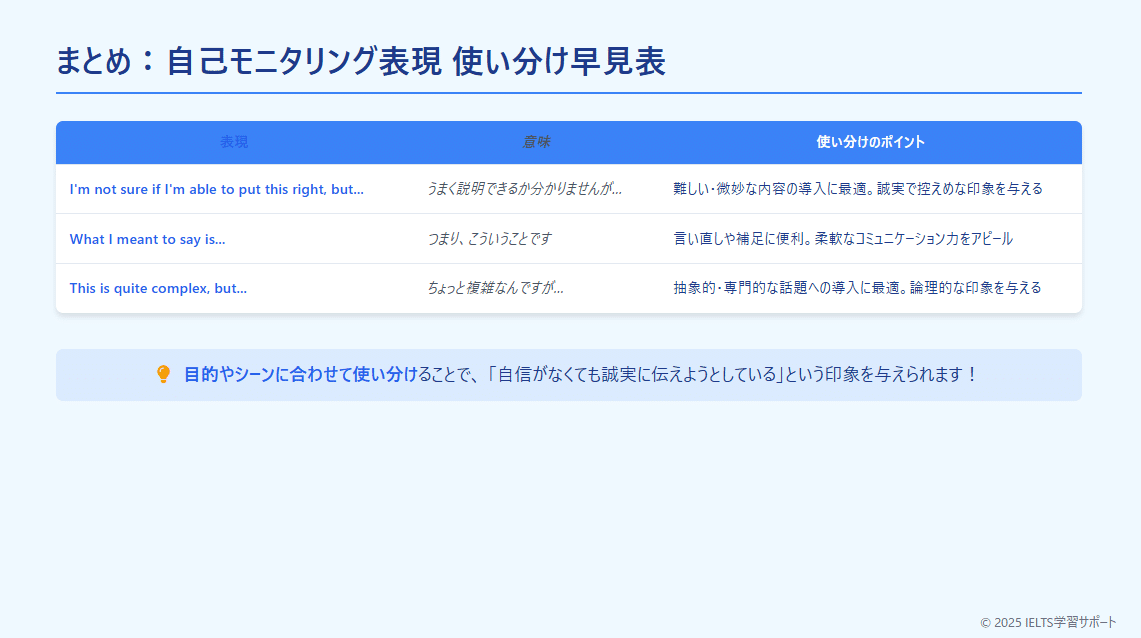 まとめ：自己モニタリング表現 使い分け早見表
表現 意味 使い分けのポイント
I'm not sure if I'm able to put this right, but... うまく説明できるか分かりませんが... 難しい・微妙な内容の導入に最適。誠実で控えめな印象を与える
What I meant to say is... つまり、こういうことです 言い直しや補足に便利。柔軟なコミュニケーション力をアピール
This is quite complex, but... ちょっと複雑なんですが... 抽象的・専門的な話題への導入に最適。論理的な印象を与える
目的やシーンに合わせて使い分けることで、「自信がなくても誠実に伝えようとしている」という印象を与えられます！
© 2025 IELTS学習サポート